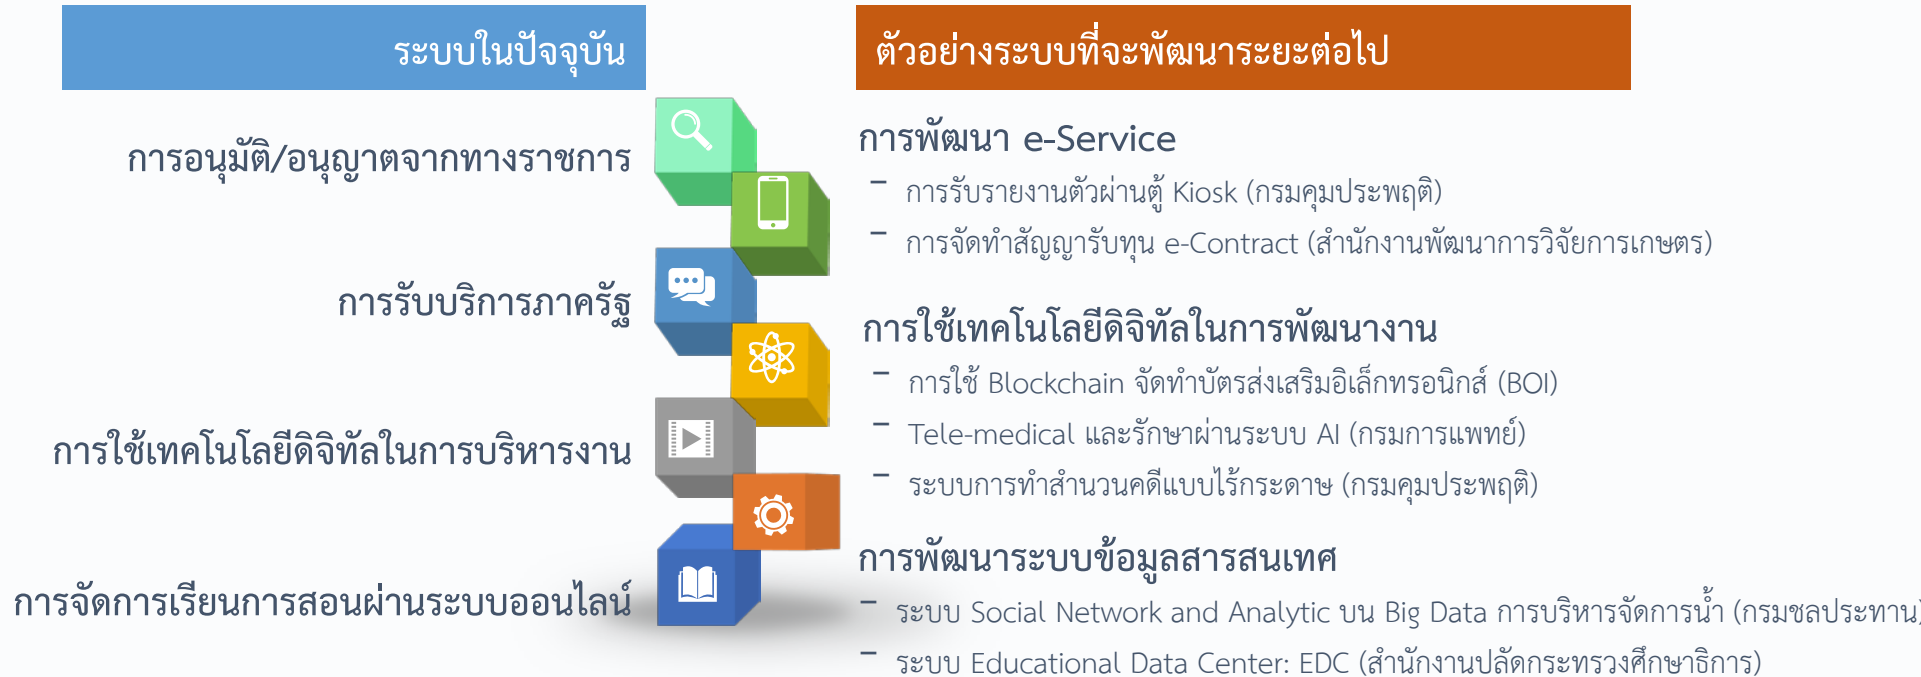 ระบบในปัจจุบัน
การอนุมัติ/อนุญาตจากทางราชการ
การรับบริการภาครัฐ
การใช้เทคโนโลยีดิจิทัลในการบริหารงาน
การจัดการเรียนการสอนผ่านระบบออนไลน์
ตัวอย่างระบบที่จะพัฒนาระยะต่อไป
การพัฒนา e-Service
- การรับรายงานตัวผ่านตู้ Kiosk (กรมคุมประพฤติ)
- การจัดทำสัญญารับทุน e-Contract (สำนักงานพัฒนาการวิจัยการเกษตร)
การใช้เทคโนโลยีดิจิทัลในการพัฒนางาน
- การใช้ Blockchain จัดทำบัตรส่งเสริมอิเล็กทรอนิกส์ (BOI)
- Tele-medical และรักษาผ่านระบบ AI (กรมการแพทย์)
- ระบบการทำสำนวนคดีแบบไร้กระดาษ (กรมคุมประพฤติ)
การพัฒนาระบบข้อมูลสารสนเทศ
- ระบบ Social Network and Analytic บน Big Data การบริหารจัดการน้ำ (กรมชลประทาน)
- ระบบ Educational Data Center: EDC (สำนักงานปลัดกระทรวงศึกษาธิการ)